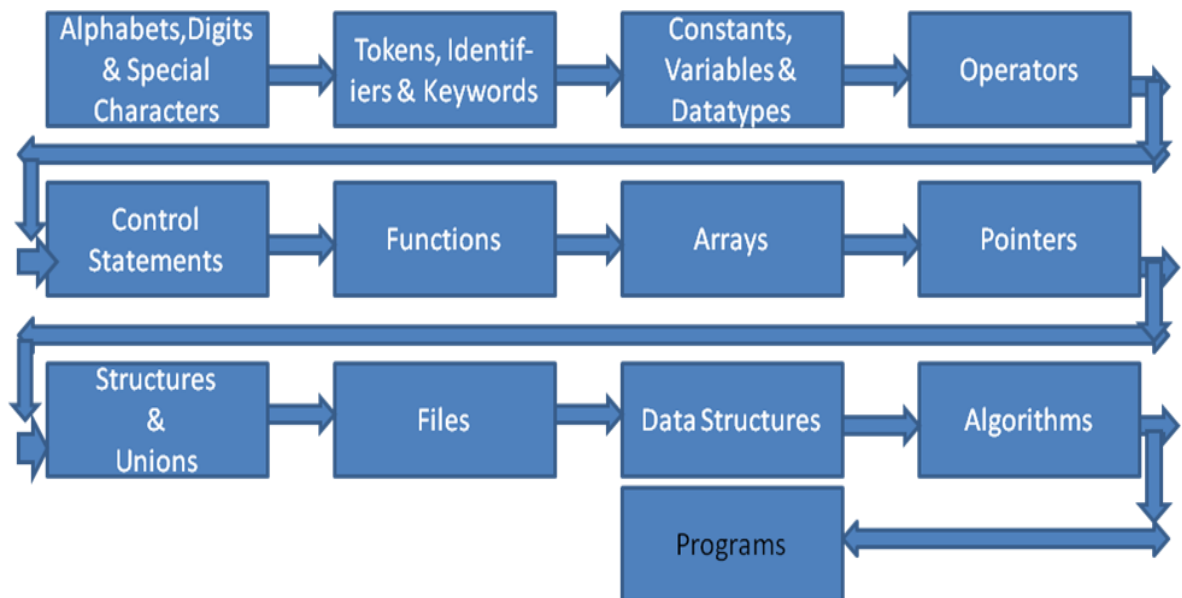 Alphabets,Digits
& Special
Characters
Tokens, Identif-
iers & Keywords
Constants,
Variables &
Datatypes
Operators
Control
Statements
Functions
Arrays
Pointers
Structures
&
Unions
Files
Data Structures
Algorithms
Programs